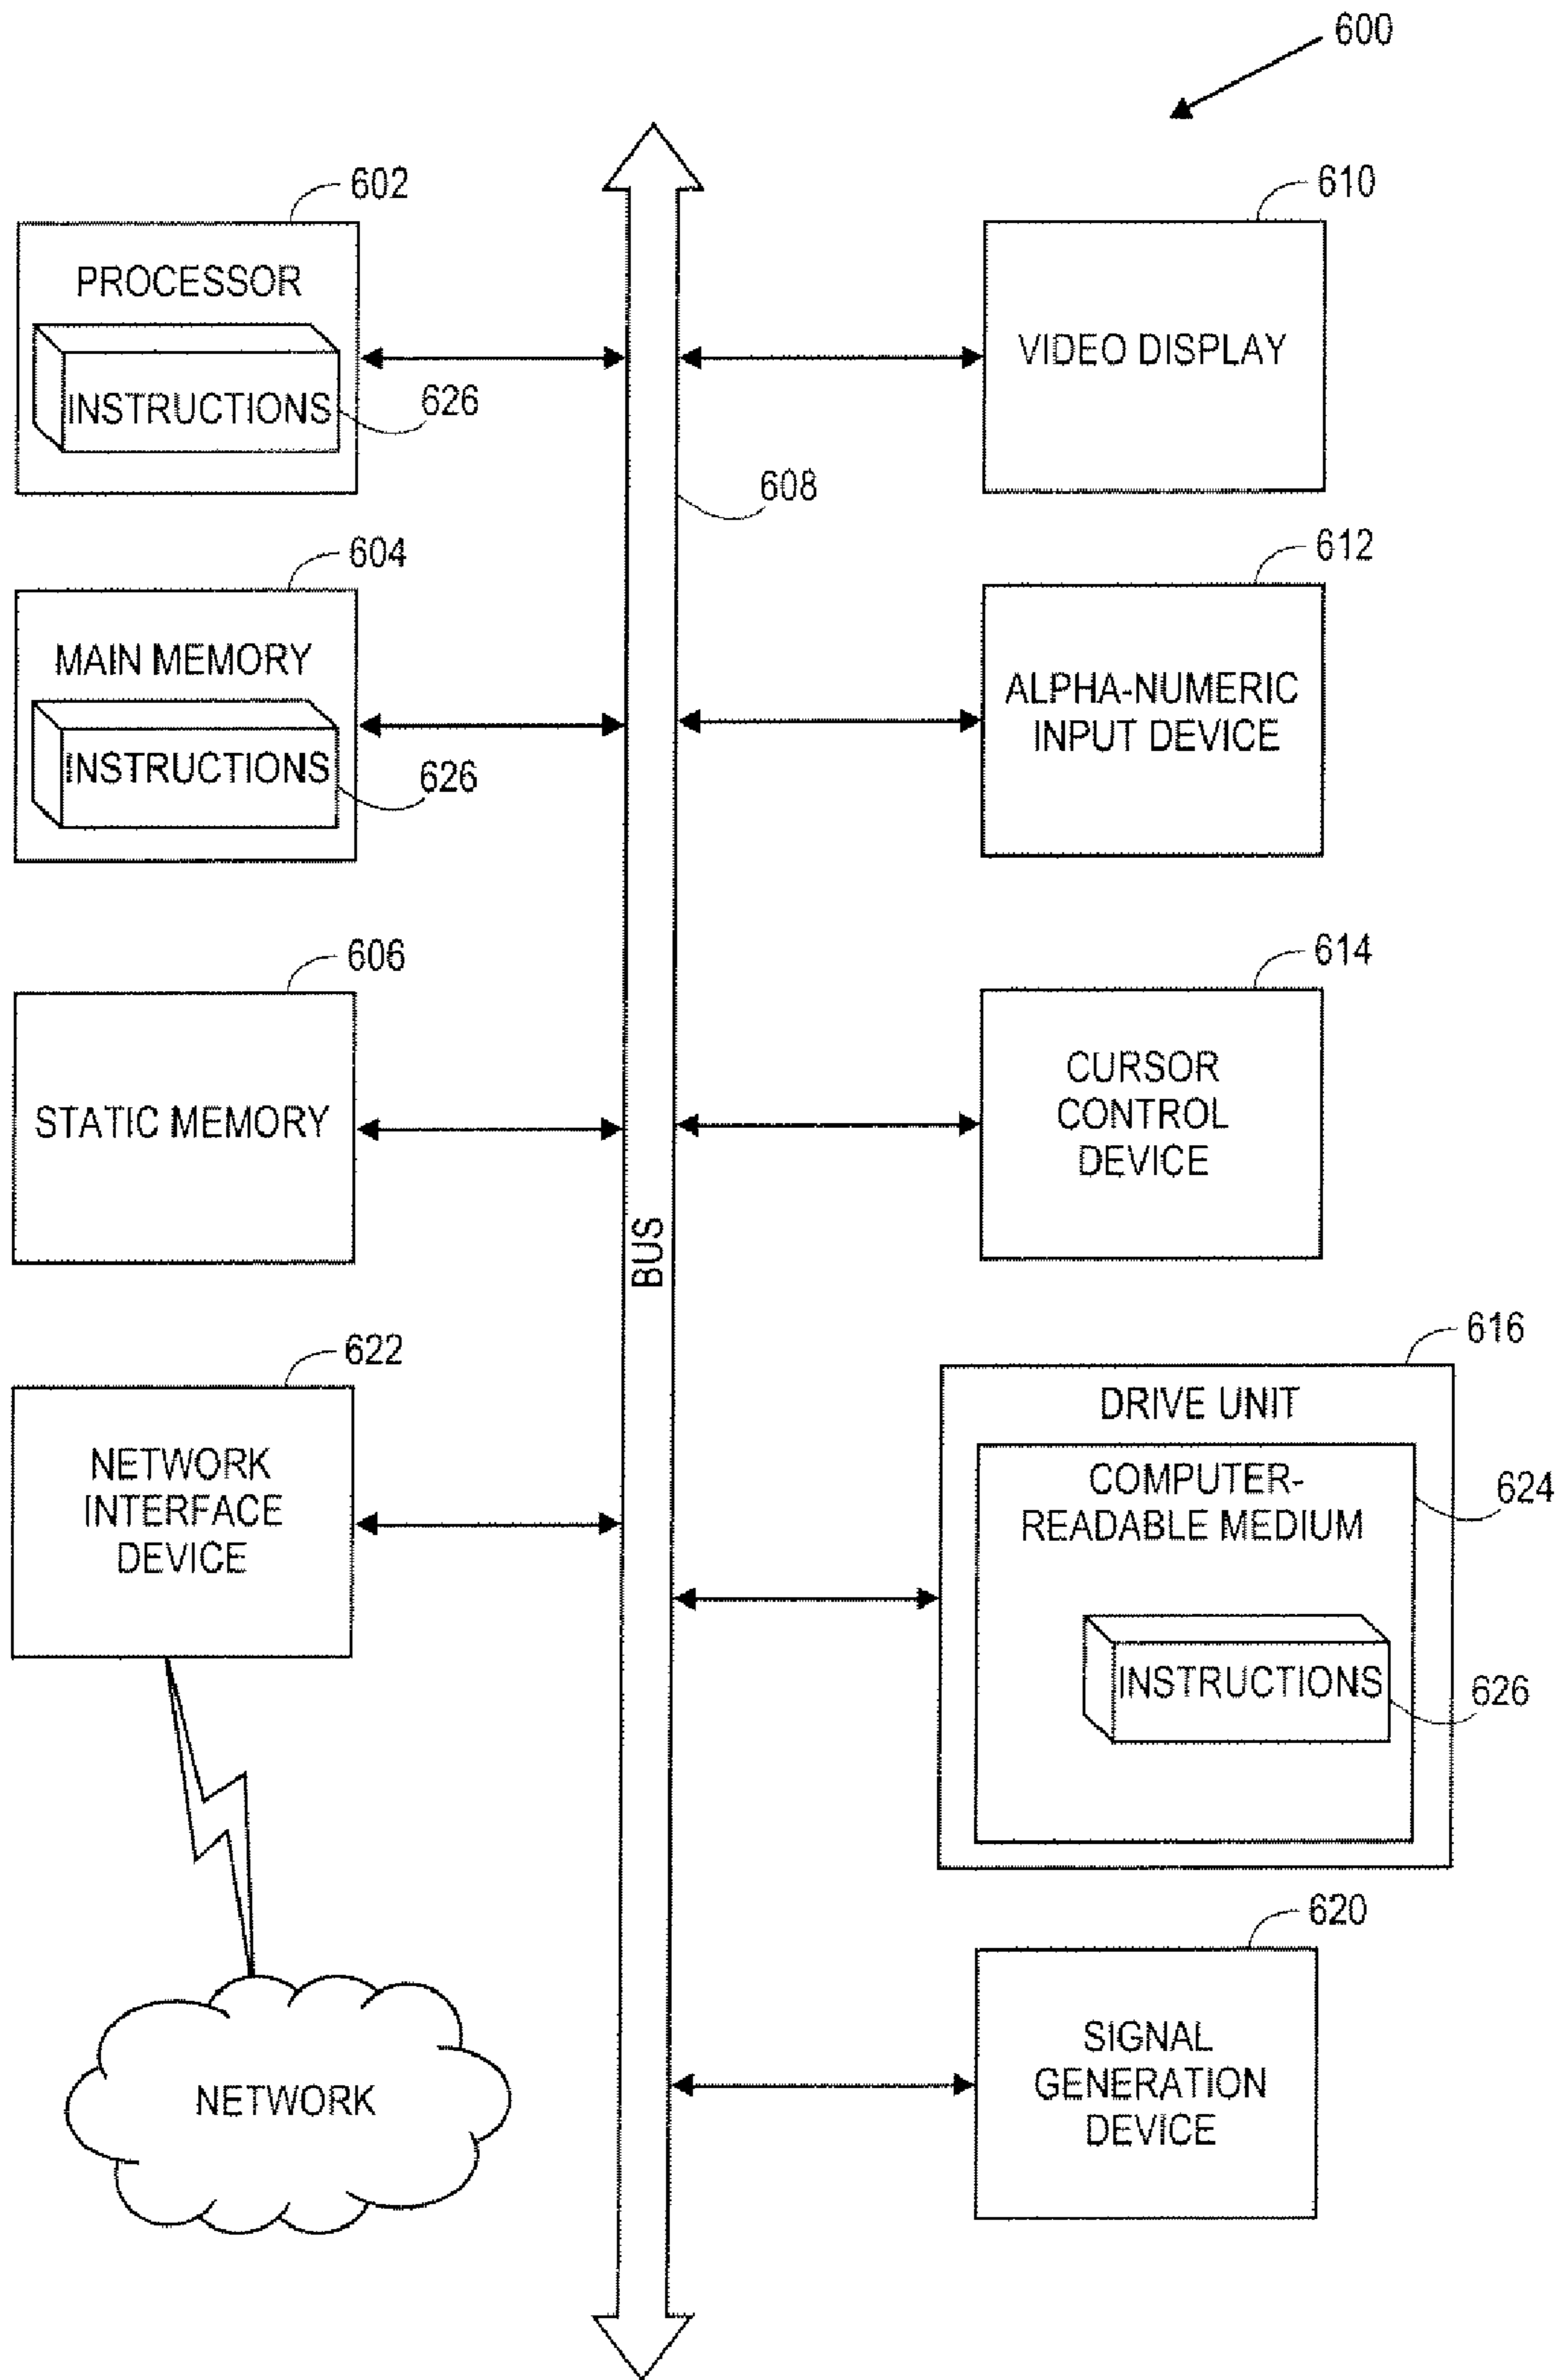 600
602
PROCESSOR
INSTRUCTIONS
626
610
VIDEO DISPLAY
608
604
MAIN MEMORY
INSTRUCTIONS
626
612
ALPHA-NUMERIC
INPUT DEVICE
606
STATIC MEMORY
614
CURSOR
CONTROL
DEVICE
BUS
622
NETWORK
INTERFACE
DEVICE
616
DRIVE UNIT
COMPUTER-
READABLE MEDIUM
624
INSTRUCTIONS
626
NETWORK
620
SIGNAL
GENERATION
DEVICE